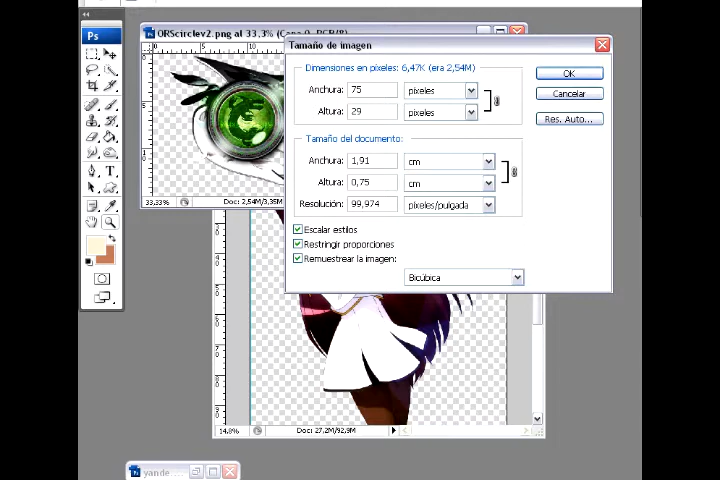 Ps
ORScirclev2.png al 33,3% (Capa 0, RGB/8)
Tamaño de imagen
Dimensiones en píxeles: 6,47K (era 2,54M)
Anchura: 75 píxeles
Altura: 29 píxeles
OK
Cancelar
Res. Auto...
Tamaño del documento:
Anchura: 1,91 cm
Altura: 0,75 cm
Resolución: 99,974 píxeles/pulgada
Escalar estilos
Restringir proporciones
Remuestrear la imagen:
Bicúbica
33,33% Doc: 2,54M/3,35M
14,8% Doc: 27,2M/92,9M
yande....